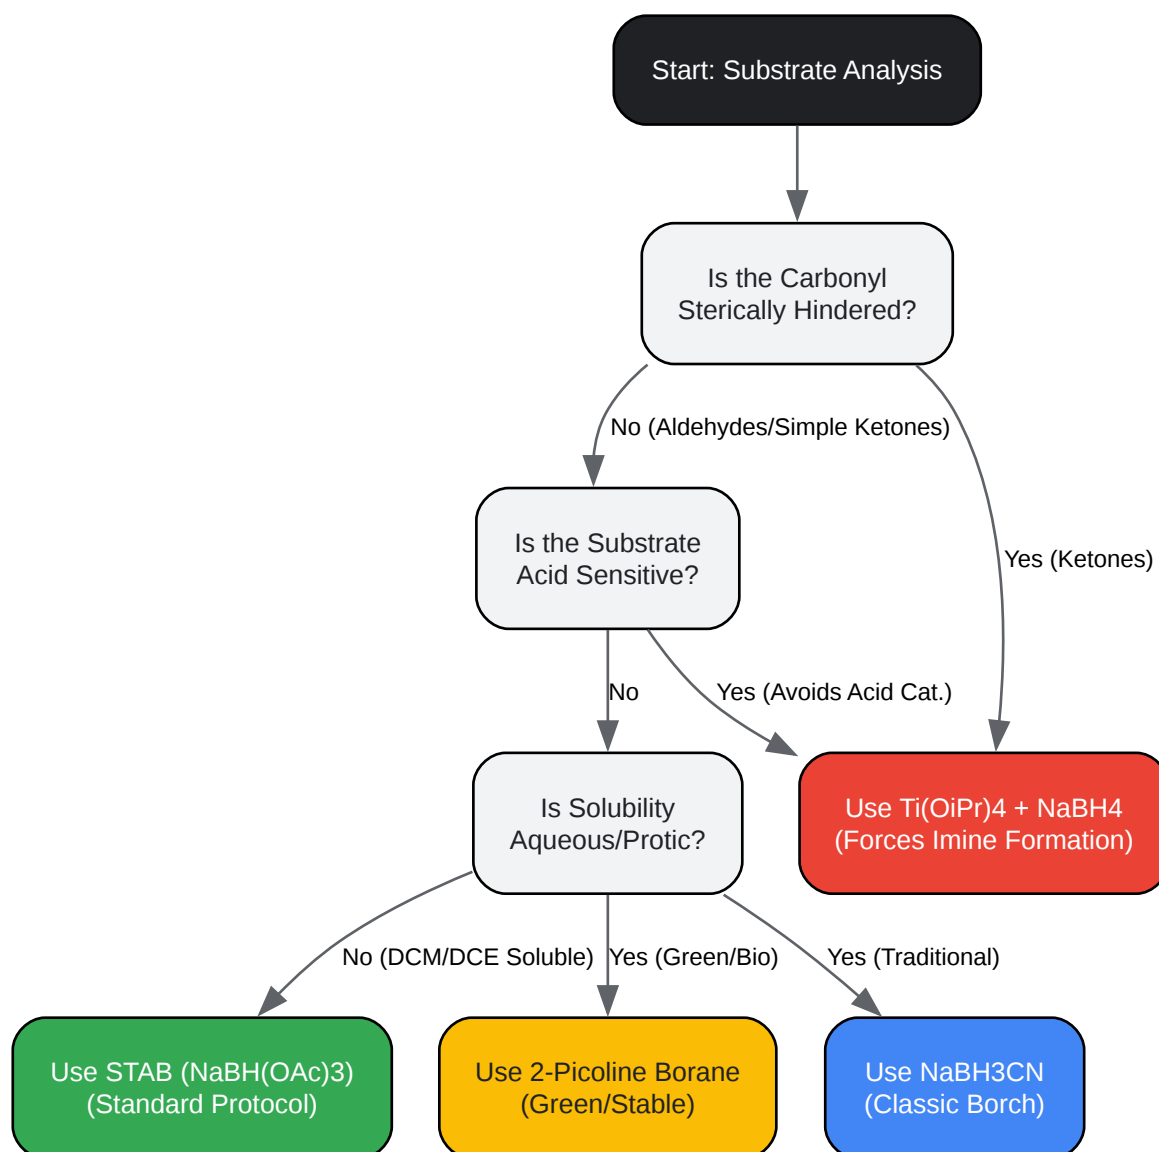 Start: Substrate Analysis
Is the Carbonyl
Sterically Hindered?
No (Aldehydes/Simple Ketones)
Yes (Ketones)
Is the Substrate
Acid Sensitive?
No
Yes (Avoids Acid Cat.)
Is Solubility
Aqueous/Protic?
Use Ti(OiPr)4 + NaBH4
(Forces Imine Formation)
No (DCM/DCE Soluble)
Yes (Green/Bio)
Yes (Traditional)
Use STAB (NaBH(OAc)3)
(Standard Protocol)
Use 2-Picoline Borane
(Green/Stable)
Use NaBH3CN
(Classic Borch)